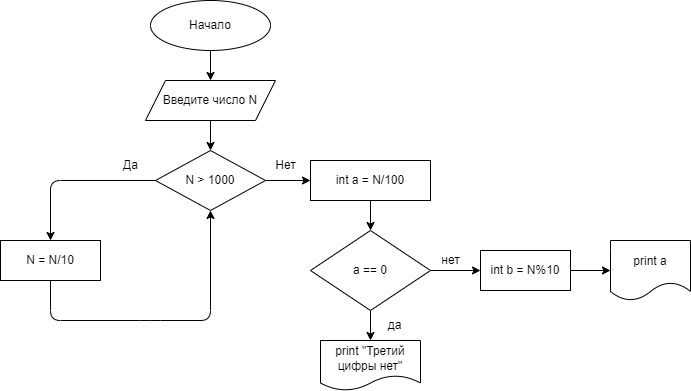 Начало
Введите число N
Да
N > 1000
Нет
int a = N/100
N = N/10
a == 0
нет
int b = N%10
print a
да
print "Третий
цифры нет"